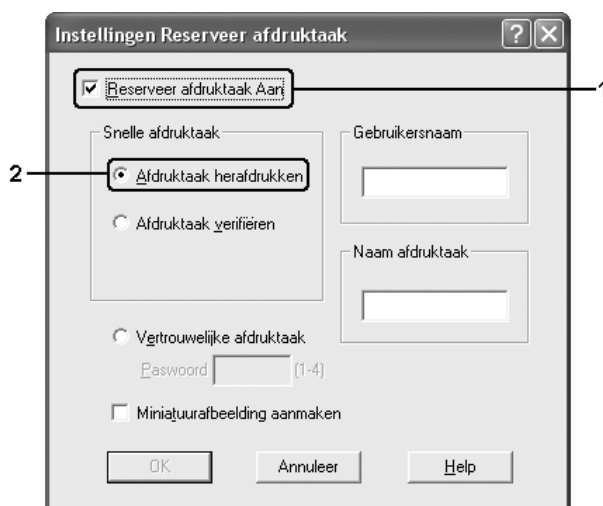 Instellingen Reserveer afdruktaak
Reserveer afdruktaak Aan
1
Snelle afdruktaak
Gebruikersnaam
2
Afdruktaak herafdrukken
Afdruktaak verifiëren
Naam afdruktaak
Vertrouwelijke afdruktaak
Paswoord (1-4)
Miniatuurafbeelding aanmaken
OK Annuleer Help